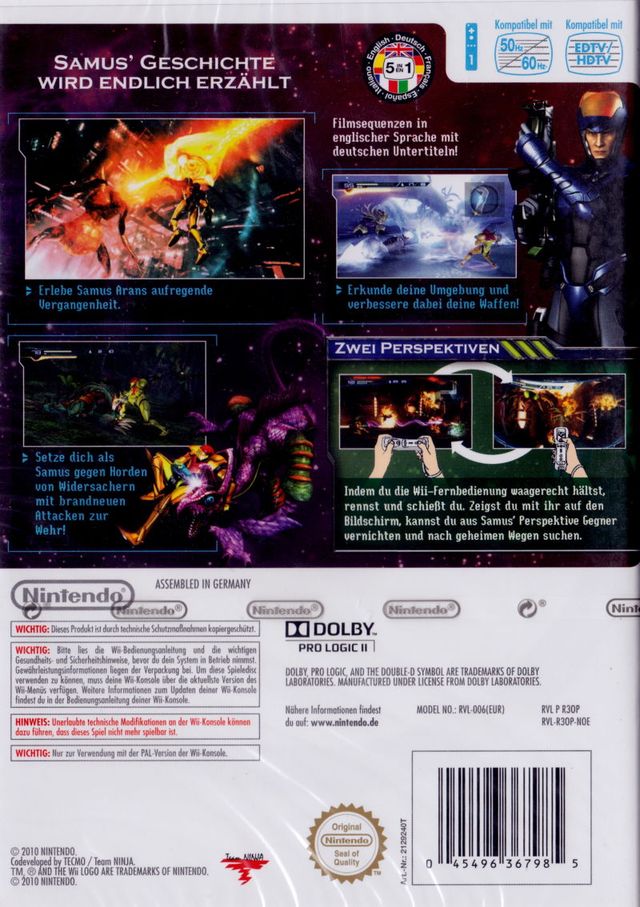 SAMUS' GESCHICHTE
WIRD ENDLICH ERZÄHLT
English • Deutsch • Français • Español • Italiano
5 IN EN 1
Kompatibel mit
50Hz
60Hz
Kompatibel mit
EDTV/
HDTV
1
Filmsequenzen in
englischer Sprache mit
deutschen Untertiteln!
Erlebe Samus Arans aufregende
Vergangenheit.
Erkunde deine Umgebung und
verbessere dabei deine Waffen!
Setze dich als
Samus gegen Horden
von Widersachern
mit brandneuen
Attacken zur
Wehr!
ZWEI PERSPEKTIVEN
Indem du die Wii-Fernbedienung waagerecht hältst,
rennst und schießt du. Zeigst du mit ihr auf den
Bildschirm, kannst du aus Samus' Perspektive Gegner
vernichten und nach geheimen Wegen suchen.
Nintendo®
ASSEMBLED IN GERMANY
Nintendo® Nintendo® Nintendo® ® Nint
WICHTIG: Dieses Produkt ist durch technische Schutzmaßnahmen kopiergeschützt.
WICHTIG: Bitte lies die Wii-Bedienungsanleitung und die wichtigen
Gesundheits- und Sicherheitshinweise, bevor du dein System in Betrieb nimmst.
Gewährleistungsinformationen liegen der Verpackung bei. Um diese Spieledisc
verwenden zu können, muss deine Wii-Konsole über die aktuellste Version des
Wii-Menüs verfügen. Weitere Informationen zum Updaten deiner Wii-Konsole
findest du in der Bedienungsanleitung deiner Wii-Konsole.
HINWEIS: Unerlaubte technische Modifikationen an der Wii-Konsole können
dazu führen, dass dieses Spiel nicht mehr spielbar ist.
WICHTIG: Nur zur Verwendung mit der PAL-Version der Wii-Konsole.
DOLBY™
PRO LOGIC II
DOLBY, PRO LOGIC, AND THE DOUBLE-D SYMBOL ARE TRADEMARKS OF DOLBY
LABORATORIES. MANUFACTURED UNDER LICENSE FROM DOLBY LABORATORIES.
Nähere Informationen findest
du auf: www.nintendo.de
MODEL NO.: RVL-006(EUR)
RVL P R3OP
RVL-R3OP-NOE
Original
Nintendo
Seal of
Quality
TM
Art.-Nr.: 2129240T
0 45496 36798 5
© 2010 NINTENDO.
Codeveloped by TECMO / Team NINJA.
TM, ® AND THE Wii LOGO ARE TRADEMARKS OF NINTENDO.
© 2010 NINTENDO.
Team NINJA